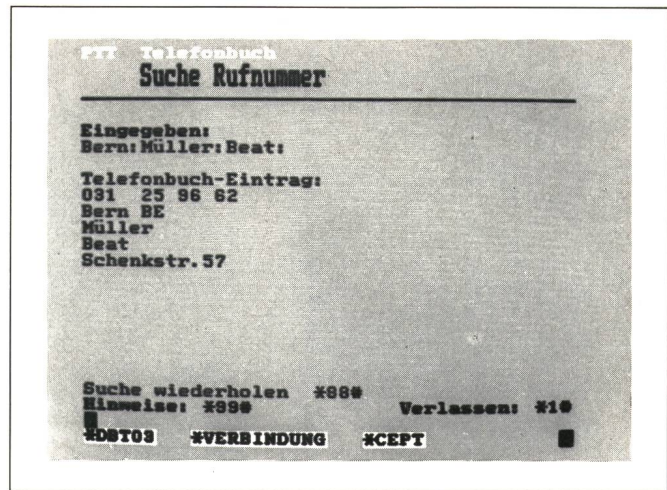 PTT Telefonbuch
Suche Rufnummer
Eingegeben:
Bern:Müller:Beat:
Telefonbuch-Eintrag:
031 25 96 62
Bern BE
Müller
Beat
Schenkstr.57
Suche wiederholen *88#
Hinweise: *99# Verlassen: *1#
*DBT03 *VERBINDUNG *CEPT